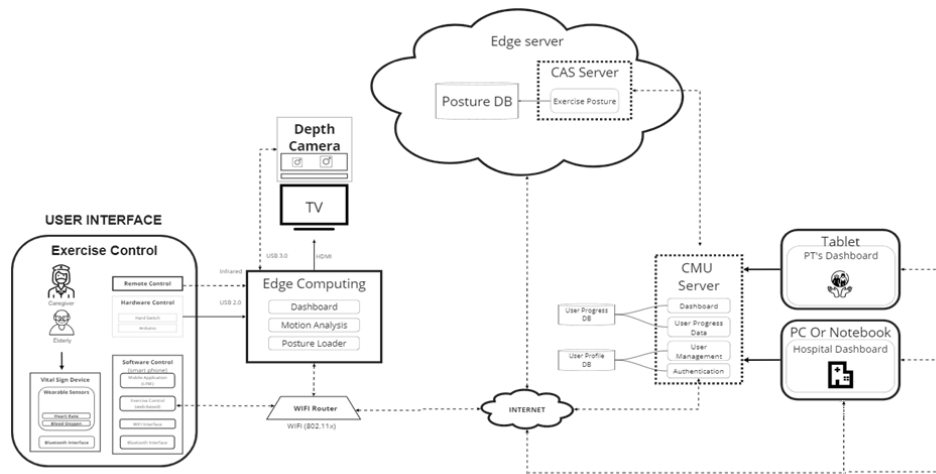 Edge server
CAS Server
Exercise Posture
Posture DB
Depth
Camera
TV
USER INTERFACE
Exercise Control
Caregiver
Elderly
Remote Control
Hardware Control
Hard Switch
Software Control
(smart phone)
Mobile Application
Exercise Control
(web-based)
WIFI Interface
Bluetooth Interface
Vital Sign Device
Wearable Sensors
Heart Rate
Blood Oxygen
Bluetooth Interface
Infrared
USB 2.0
USB 3.0
HDMI
Edge Computing
Dashboard
Motion Analysis
Posture Loader
WIFI Router
WIFI (802.11x)
INTERNET
CMU
Server
Dashboard
User Progress
Data
User
Management
Authentication
User Progress
DB
User Profile
DB
Tablet
PT's Dashboard
PC Or Notebook
Hospital Dashboard